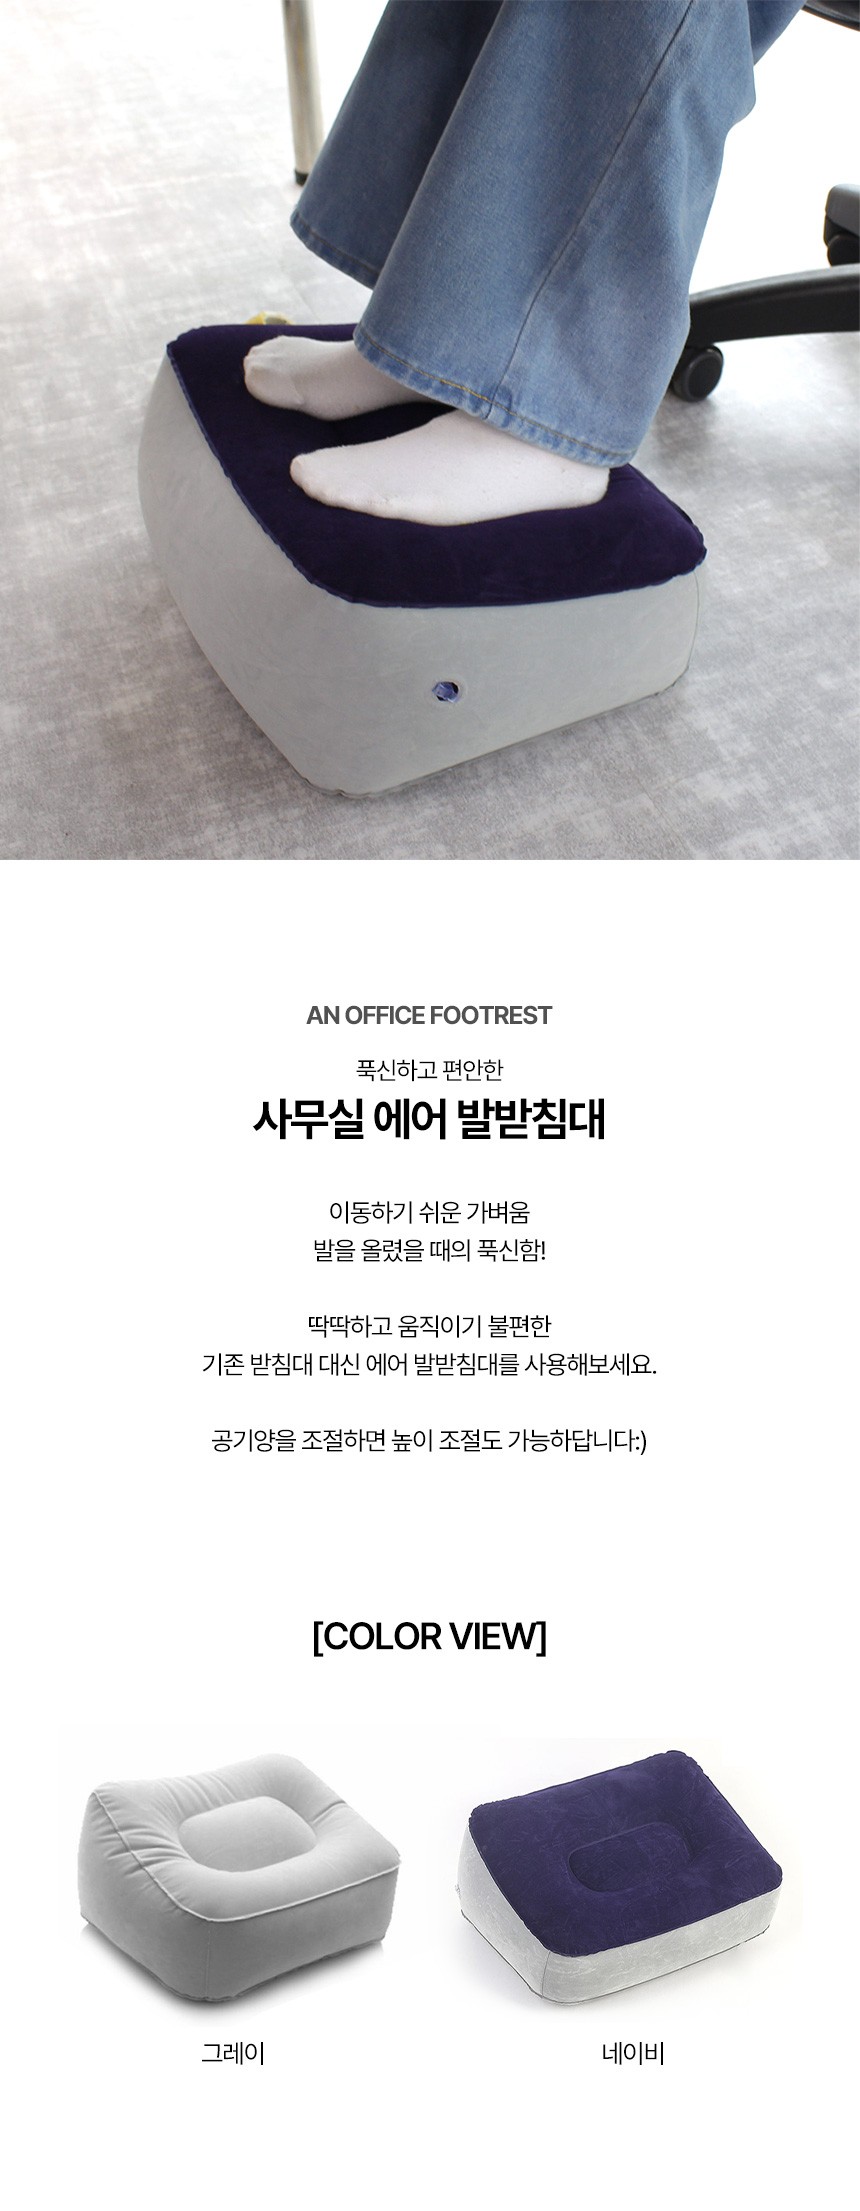 AN OFFICE FOOTREST
푹신하고 편안한
사무실 에어 발받침대
이동하기 쉬운 가벼움
발을 올렸을 때의 푹신함!
딱딱하고 움직이기 불편한
기존 받침대 대신 에어 발받침대를 사용해보세요.
공기양을 조절하면 높이 조절도 가능하답니다:)
[COLOR VIEW]
그레이
네이비